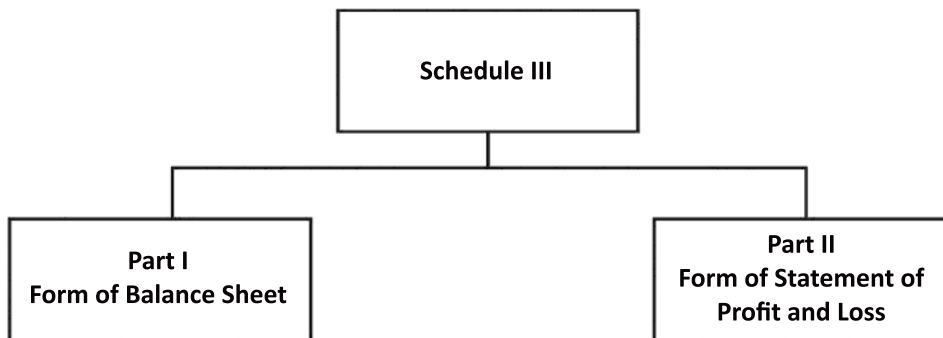 Schedule III
Part I
Form of Balance Sheet
Part II
Form of Statement of
Profit and Loss